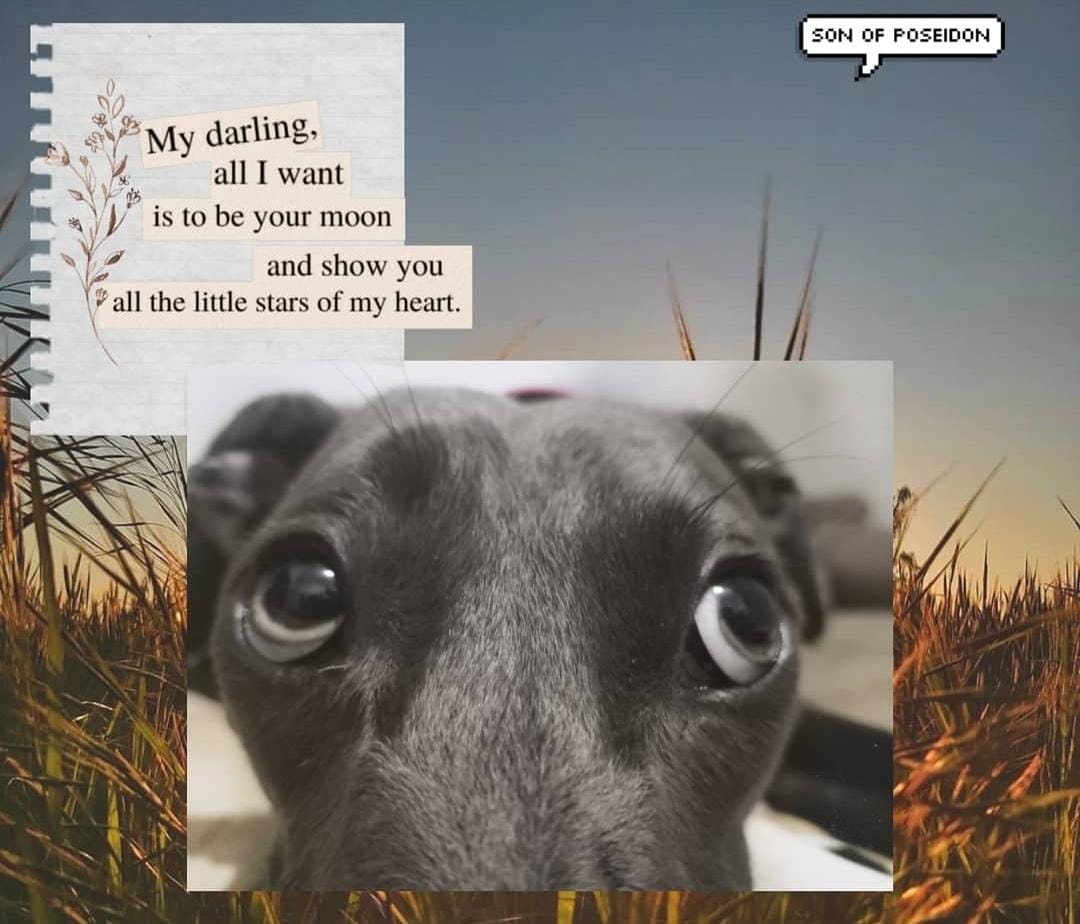 My darling,
all I want
is to be your moon
and show you
all the little stars of my heart.
SON OF POSEIDON